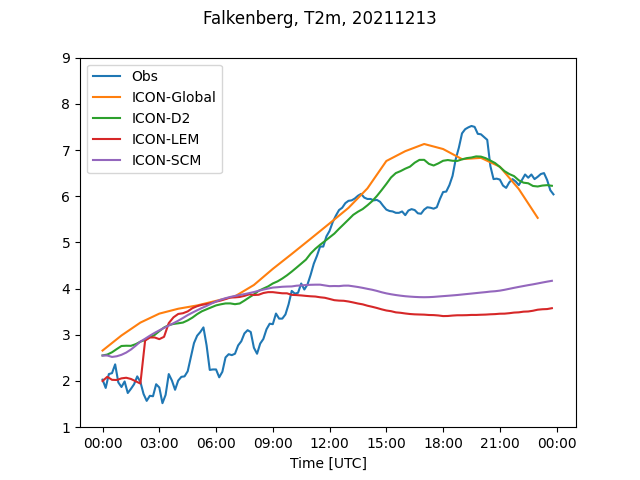 Falkenberg, T2m, 20211213
9
8
7
6
5
4
3
2
1
Obs
ICON-Global
ICON-D2
ICON-LEM
ICON-SCM
00:00 03:00 06:00 09:00 12:00 15:00 18:00 21:00 00:00
Time [UTC]